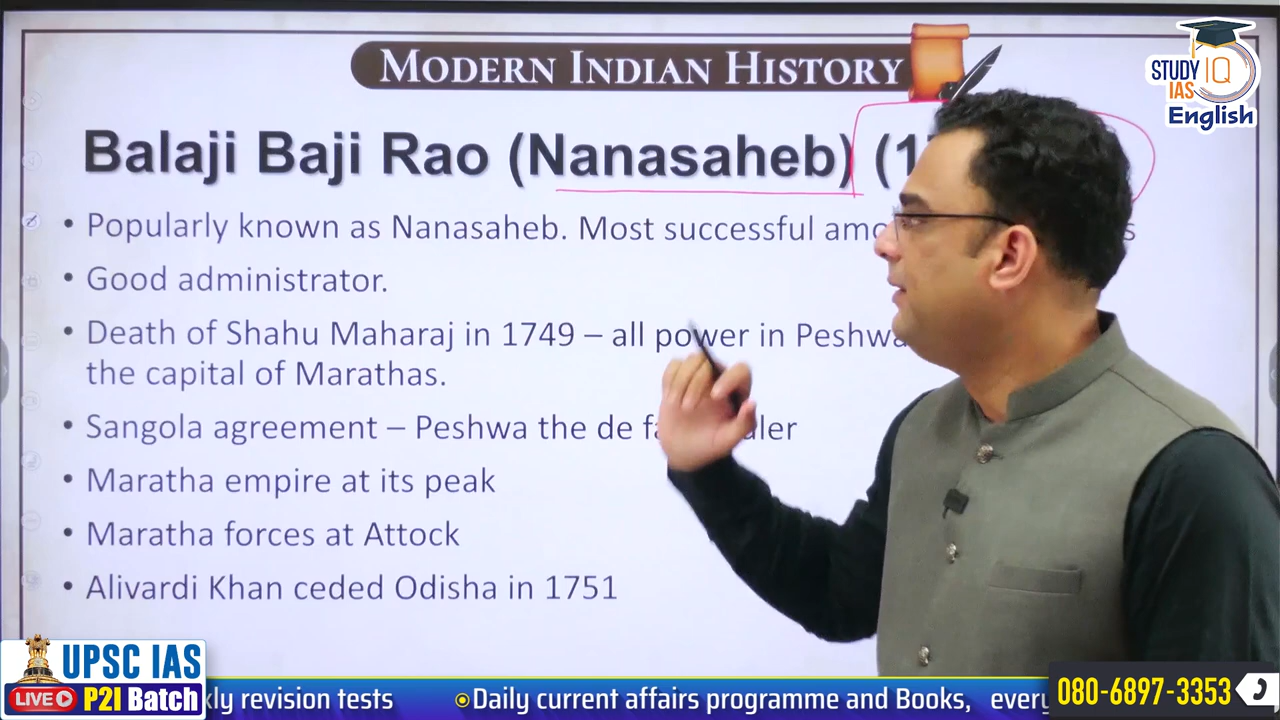 MODERN INDIAN HISTORY
STUDY IQ
IAS
English
Balaji Baji Rao (Nanasaheb) (1
• Popularly known as Nanasaheb. Most successful
• Good administrator.
• Death of Shahu Maharaj in 1749 – all power in Peshwa
the capital of Marathas.
• Sangola agreement – Peshwa the de
• Maratha empire at its peak
• Maratha forces at Attock
• Alivardi Khan ceded Odisha in 1751
UPSC IAS
LIVE P2I Batch
revision tests Daily current affairs programme and Books,
080-6897-3353